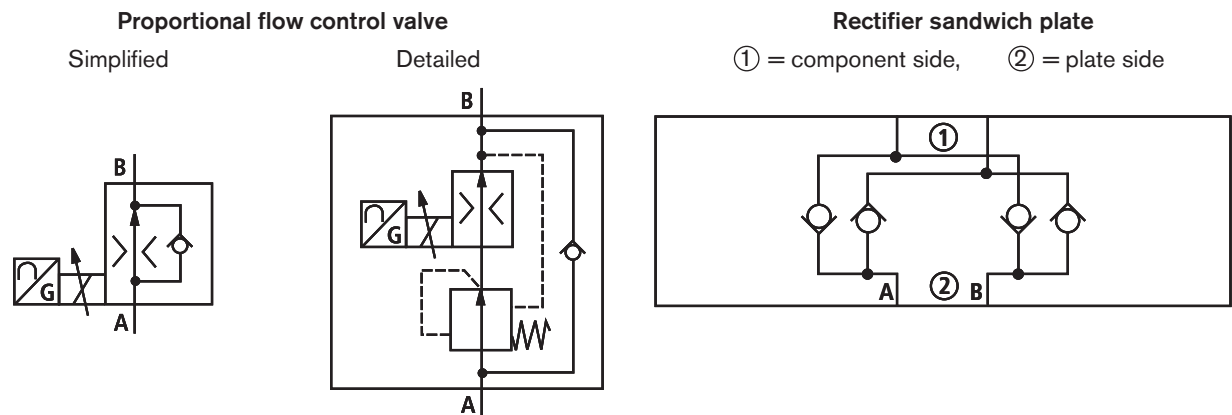 Proportional flow control valve
Simplified
Detailed
B
G
A
B
G
A
Rectifier sandwich plate
① = component side, ② = plate side
①
A ② B